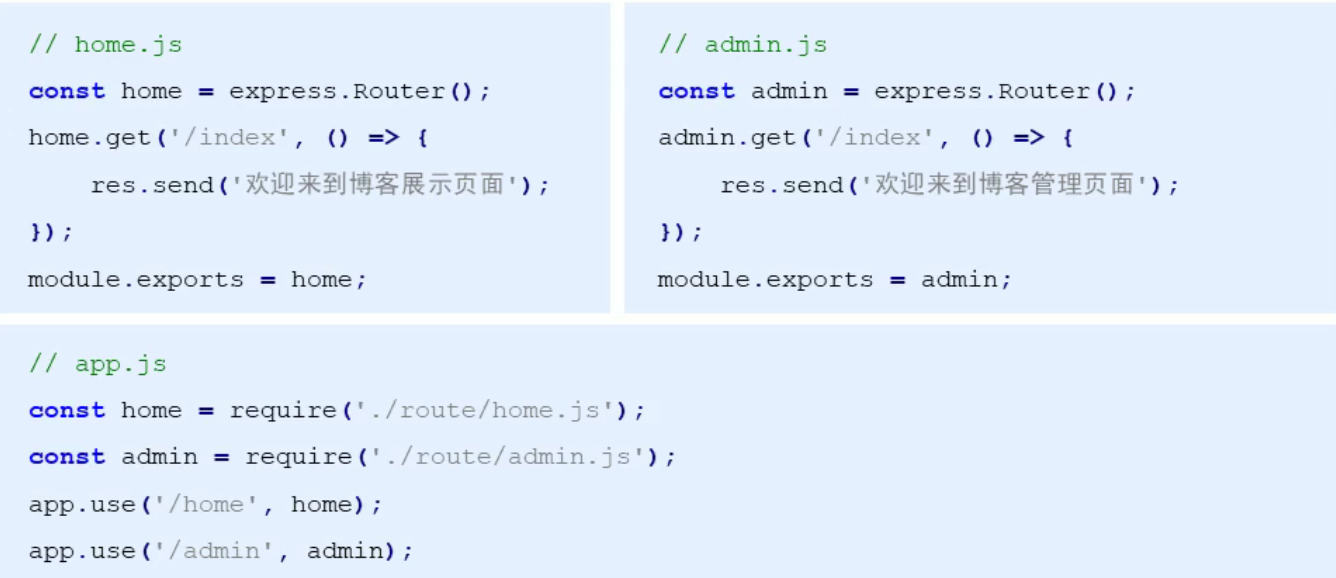 // home.js
const home = express.Router();
home.get('/index', () => {
    res.send('欢迎来到博客展示页面');
});
module.exports = home;
// admin.js
const admin = express.Router();
admin.get('/index', () => {
    res.send('欢迎来到博客管理页面');
});
module.exports = admin;
// app.js
const home = require('./route/home.js');
const admin = require('./route/admin.js');
app.use('/home', home);
app.use('/admin', admin);